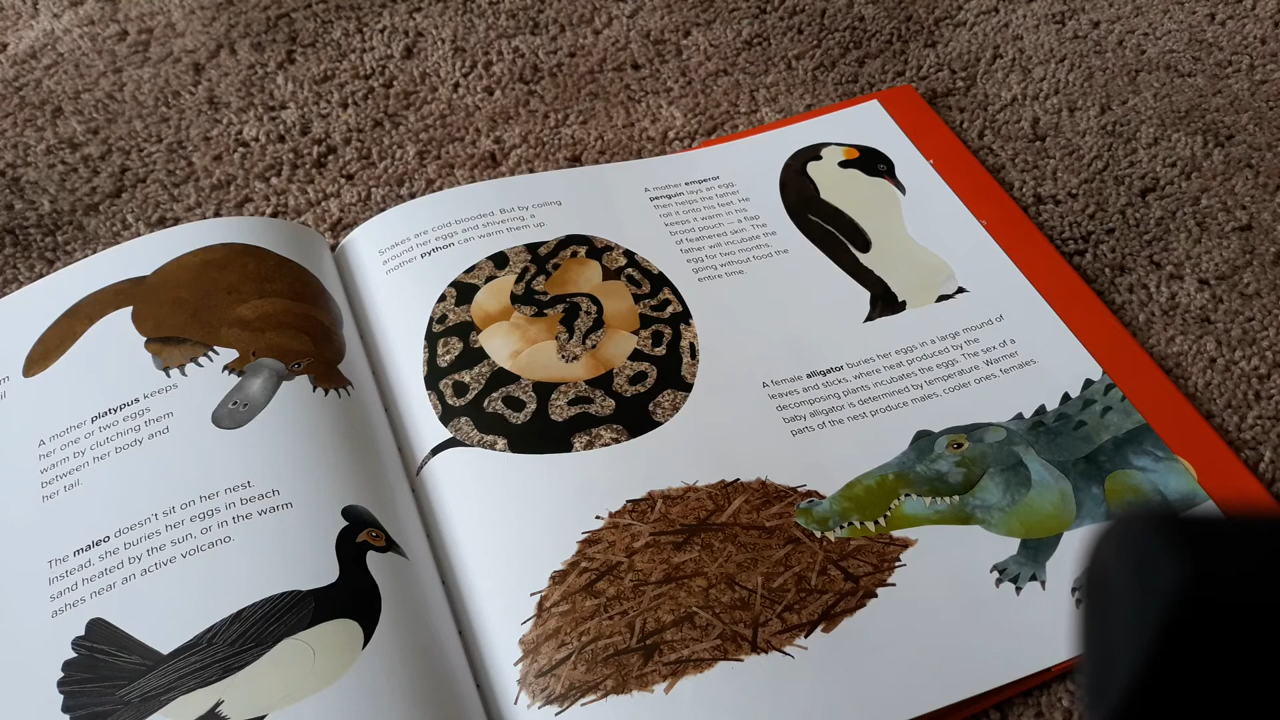 A mother platypus keeps
her one or two eggs
warm by clutching them
between her body and
her tail.
The maleo doesn't sit on her nest.
Instead, she buries her eggs in beach
sand heated by the sun, or in the warm
ashes near an active volcano.
Snakes are cold-blooded. But by coiling
around her eggs and shivering, a
mother python can warm them up.
A mother emperor
penguin lays an egg,
then helps the father
roll it onto his feet. He
keeps it warm in his
brood pouch — a flap
of feathered skin. The
father will incubate the
egg for two months,
going without food the
entire time.
A female alligator buries her eggs in a large mound of
leaves and sticks, where heat produced by the
decomposing plants incubates the eggs. The sex of a
baby alligator is determined by temperature. Warmer
parts of the nest produce males, cooler ones, females.